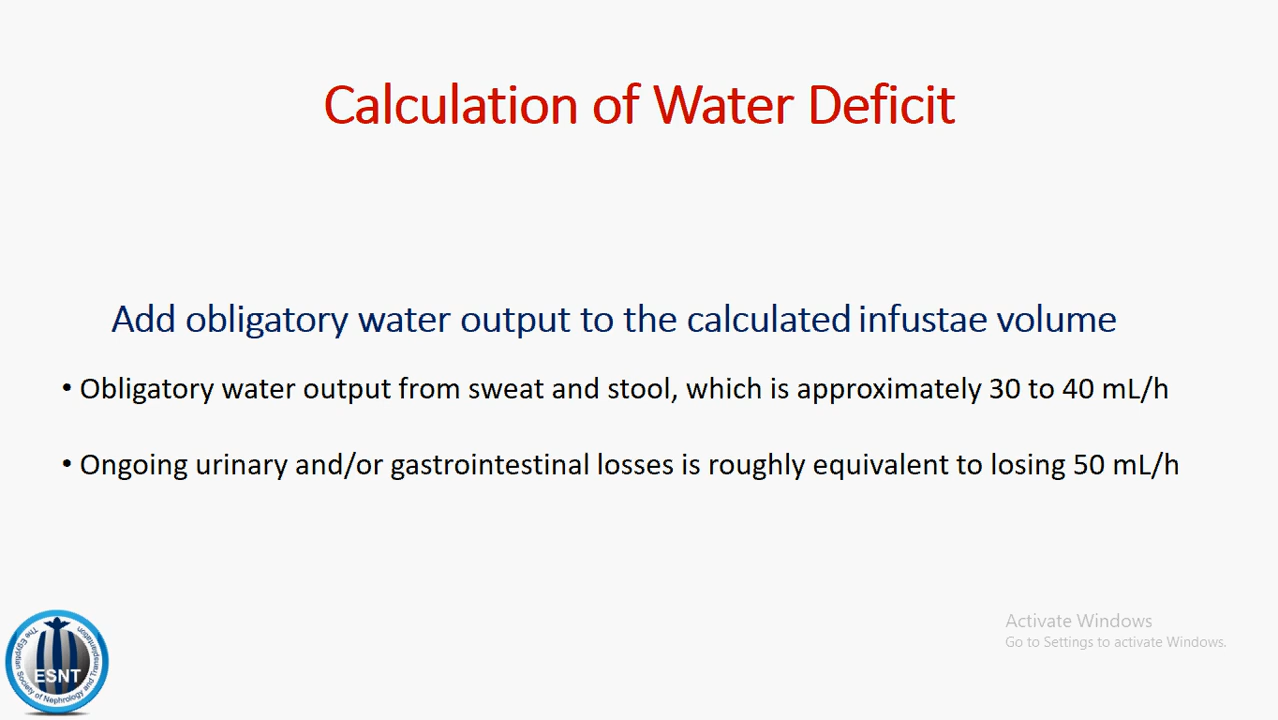 Calculation of Water Deficit
Add obligatory water output to the calculated infustae volume
• Obligatory water output from sweat and stool, which is approximately 30 to 40 mL/h
• Ongoing urinary and/or gastrointestinal losses is roughly equivalent to losing 50 mL/h
Activate Windows
Go to Settings to activate Windows.
The Egyptian Society of Nephrology and Transplantation
ESNT